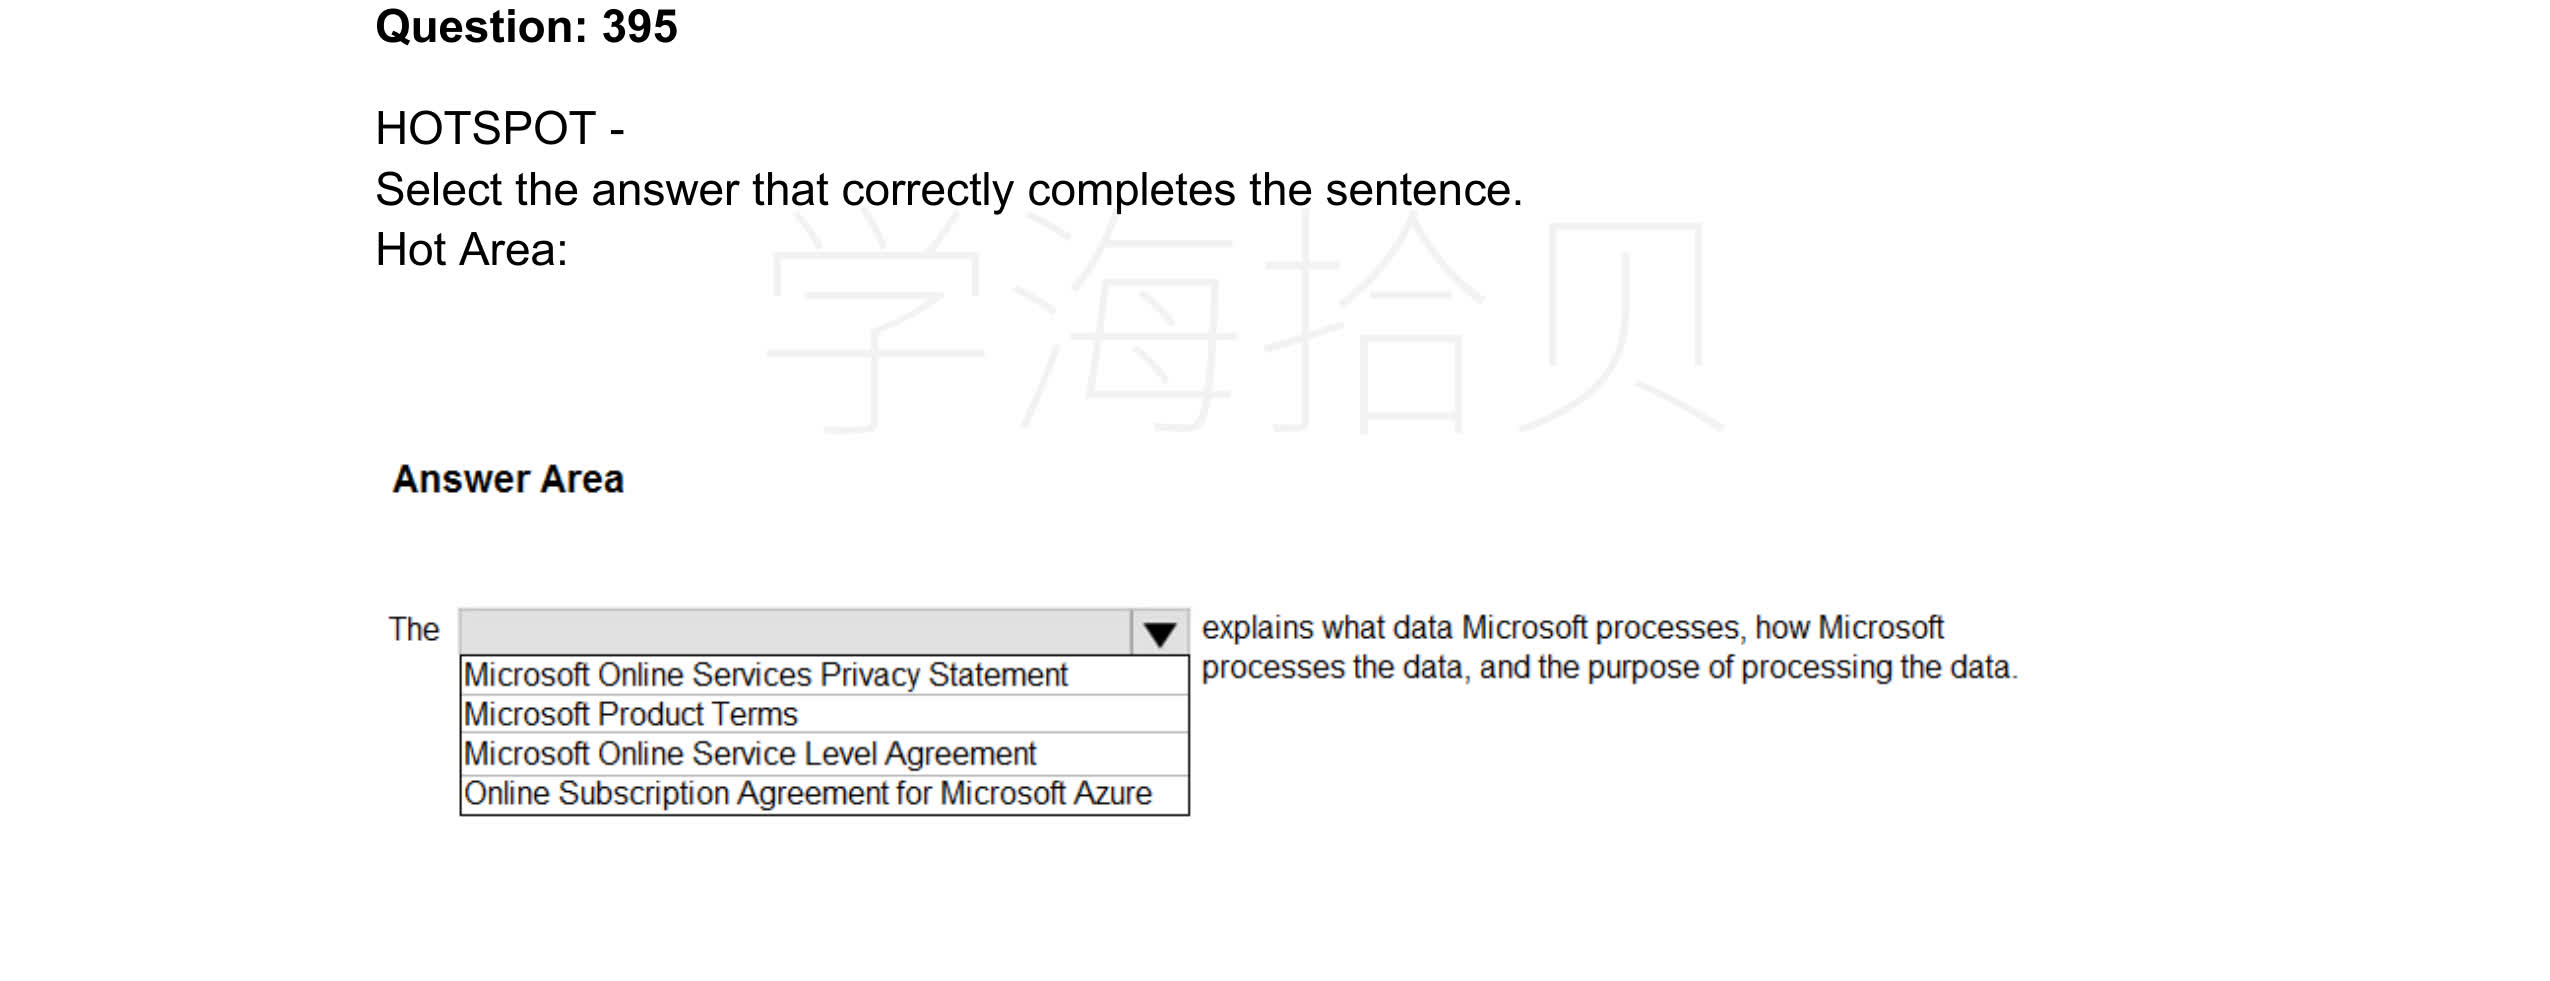 Question: 395
HOTSPOT -
Select the answer that correctly completes the sentence.
Hot Area:
学海拾贝
Answer Area
The
explains what data Microsoft processes, how Microsoft
processes the data, and the purpose of processing the data.
Microsoft Online Services Privacy Statement
Microsoft Product Terms
Microsoft Online Service Level Agreement
Online Subscription Agreement for Microsoft Azure